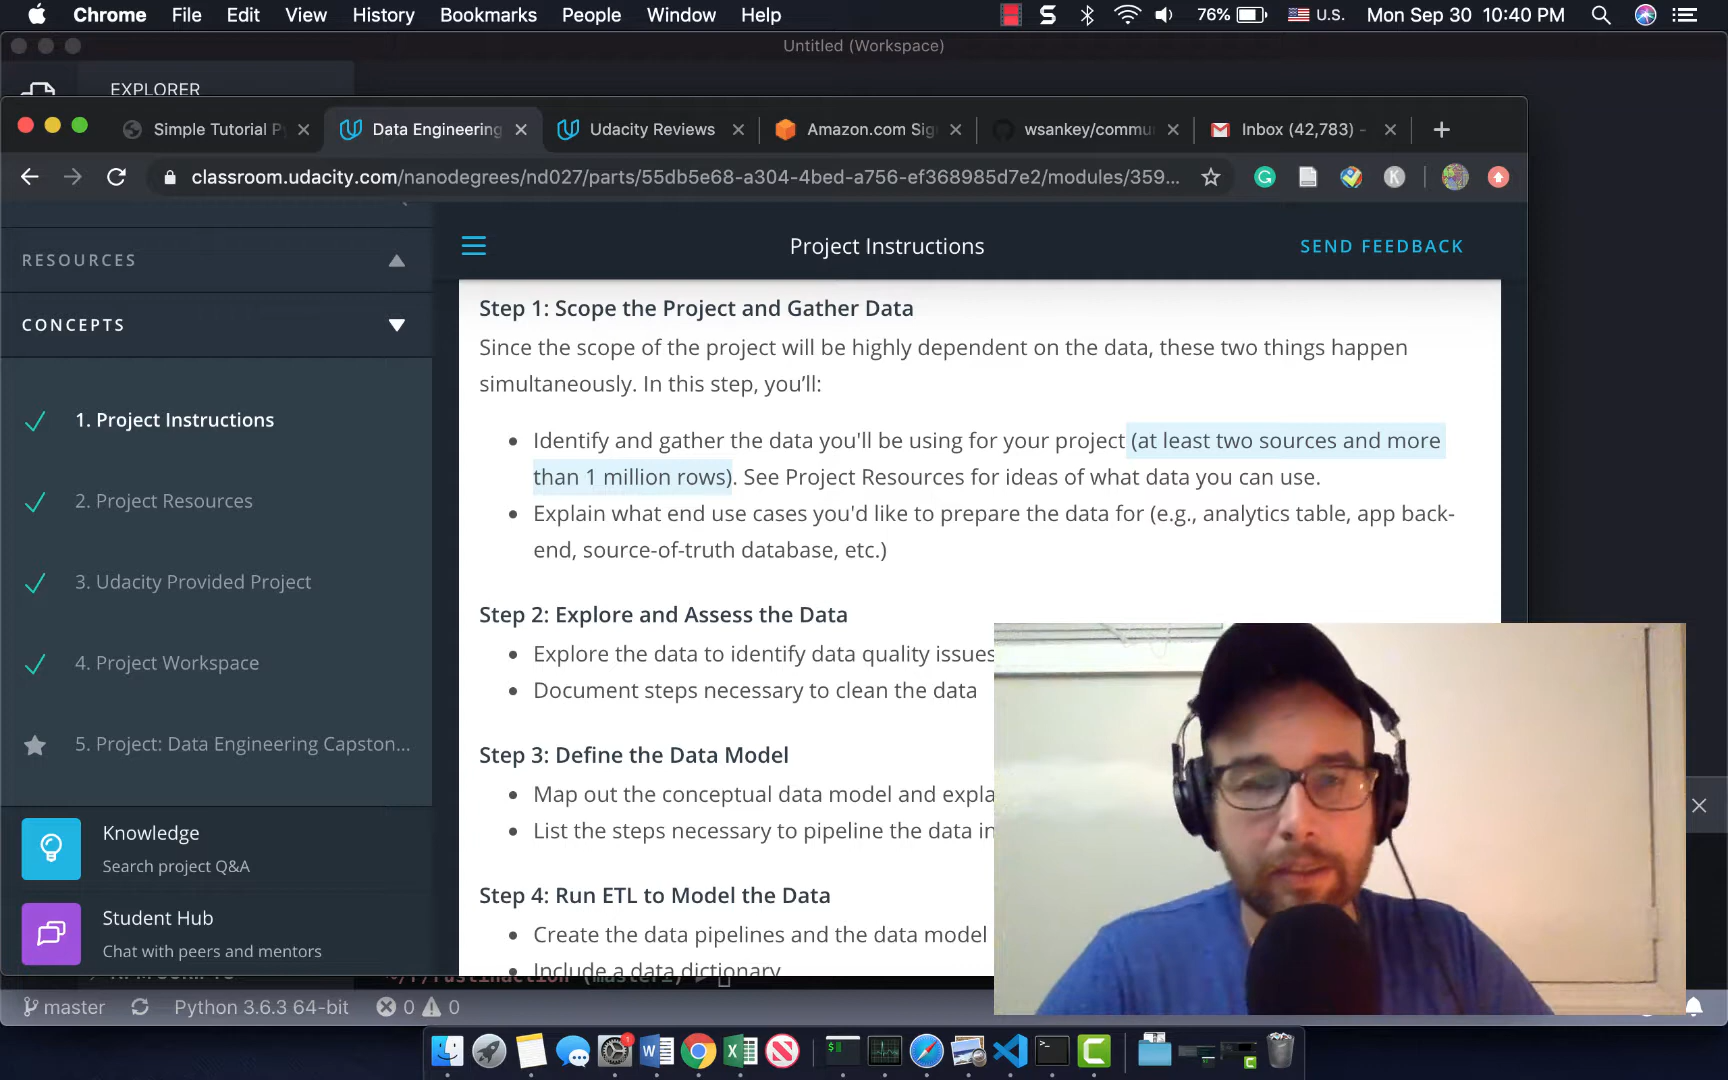 Chrome File Edit View History Bookmarks People Window Help 76% U.S. Mon Sep 30 10:40 PM
Untitled (Workspace)
EXPLORER
Simple Tutorial P
Data Engineering
Udacity Reviews
Amazon.com Sig
wsankey/commu
Inbox (42,783) -
classroom.udacity.com/nanodegrees/nd027/parts/55db5e68-a304-4bed-a756-ef368985d7e2/modules/359...
RESOURCES
CONCEPTS
1. Project Instructions
2. Project Resources
3. Udacity Provided Project
4. Project Workspace
5. Project: Data Engineering Capston...
Knowledge
Search project Q&A
Student Hub
Chat with peers and mentors
Project Instructions
SEND FEEDBACK
Step 1: Scope the Project and Gather Data
Since the scope of the project will be highly dependent on the data, these two things happen
simultaneously. In this step, you'll:
Identify and gather the data you'll be using for your project (at least two sources and more
than 1 million rows). See Project Resources for ideas of what data you can use.
Explain what end use cases you'd like to prepare the data for (e.g., analytics table, app back-
end, source-of-truth database, etc.)
Step 2: Explore and Assess the Data
Explore the data to identify data quality issues
Document steps necessary to clean the data
Step 3: Define the Data Model
Map out the conceptual data model and expla
List the steps necessary to pipeline the data in
Step 4: Run ETL to Model the Data
Create the data pipelines and the data model
Include a data dictionary
master Python 3.6.3 64-bit 0 0